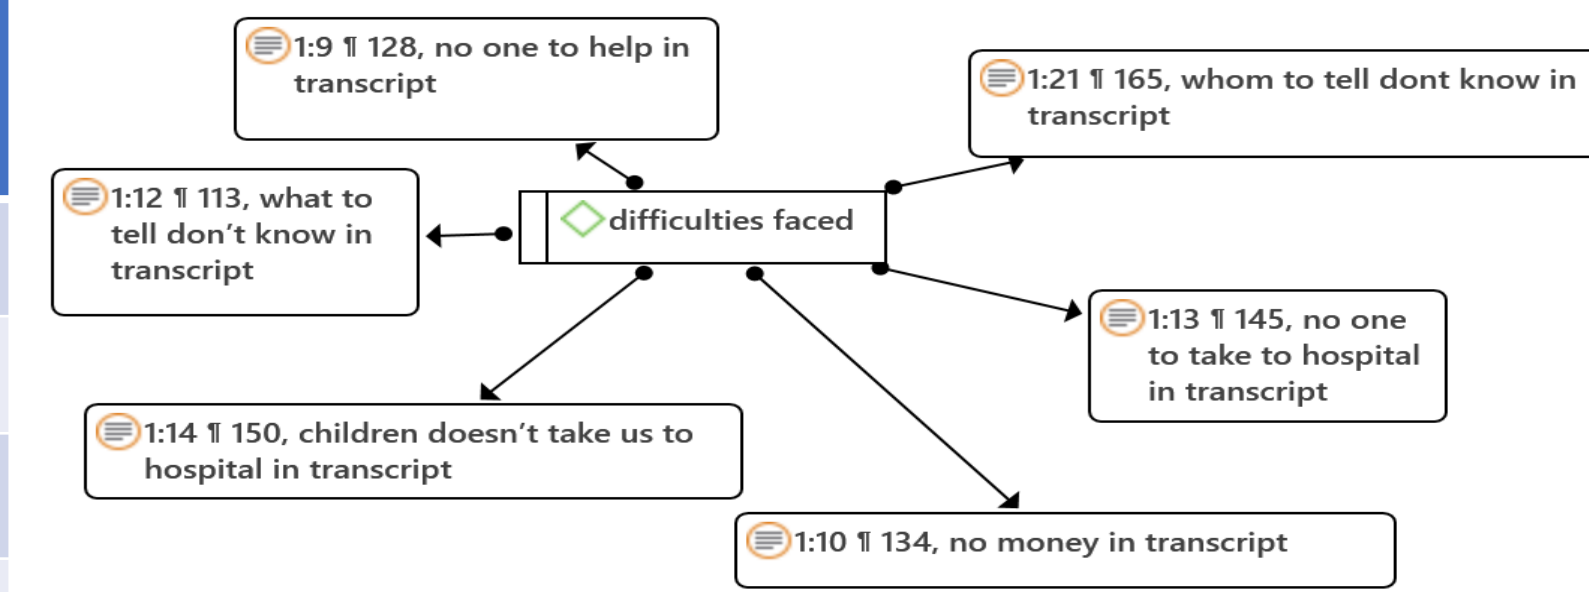 1:9 ¶ 128, no one to help in
transcript
1:21 ¶ 165, whom to tell dont know in
transcript
1:12 ¶ 113, what to
tell don’t know in
transcript
difficulties faced
1:13 ¶ 145, no one
to take to hospital
in transcript
1:14 ¶ 150, children doesn’t take us to
hospital in transcript
1:10 ¶ 134, no money in transcript